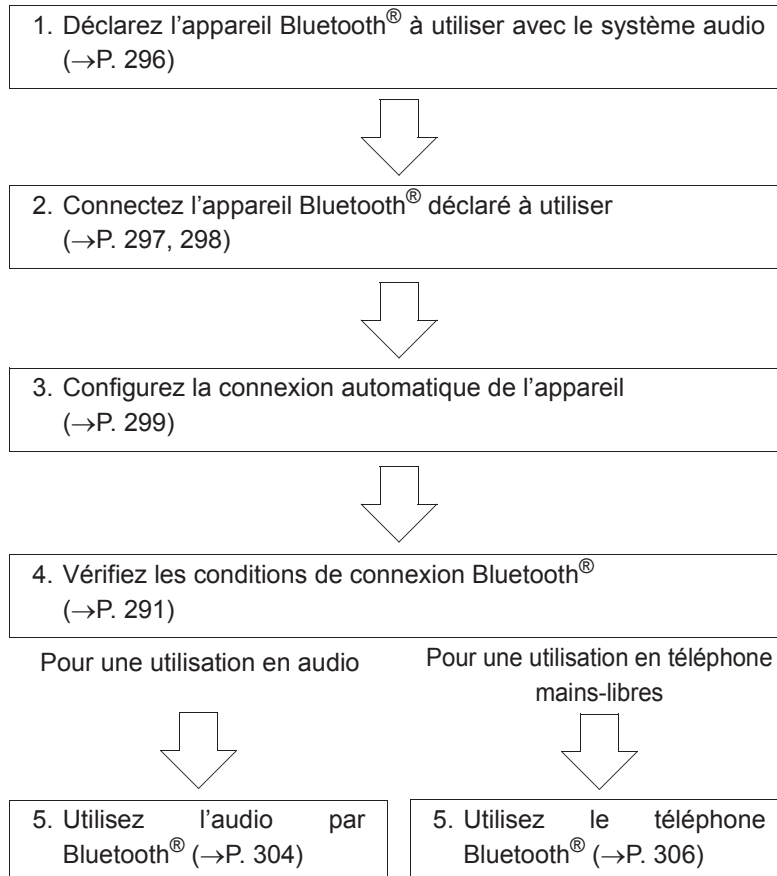 1. Déclarez l’appareil Bluetooth® à utiliser avec le système audio
(→P. 296)
2. Connectez l’appareil Bluetooth® déclaré à utiliser
(→P. 297, 298)
3. Configurez la connexion automatique de l’appareil
(→P. 299)
4. Vérifiez les conditions de connexion Bluetooth®
(→P. 291)
Pour une utilisation en audio
5. Utilisez l’audio par
Bluetooth® (→P. 304)
Pour une utilisation en téléphone
mains-libres
5. Utilisez le téléphone
Bluetooth® (→P. 306)